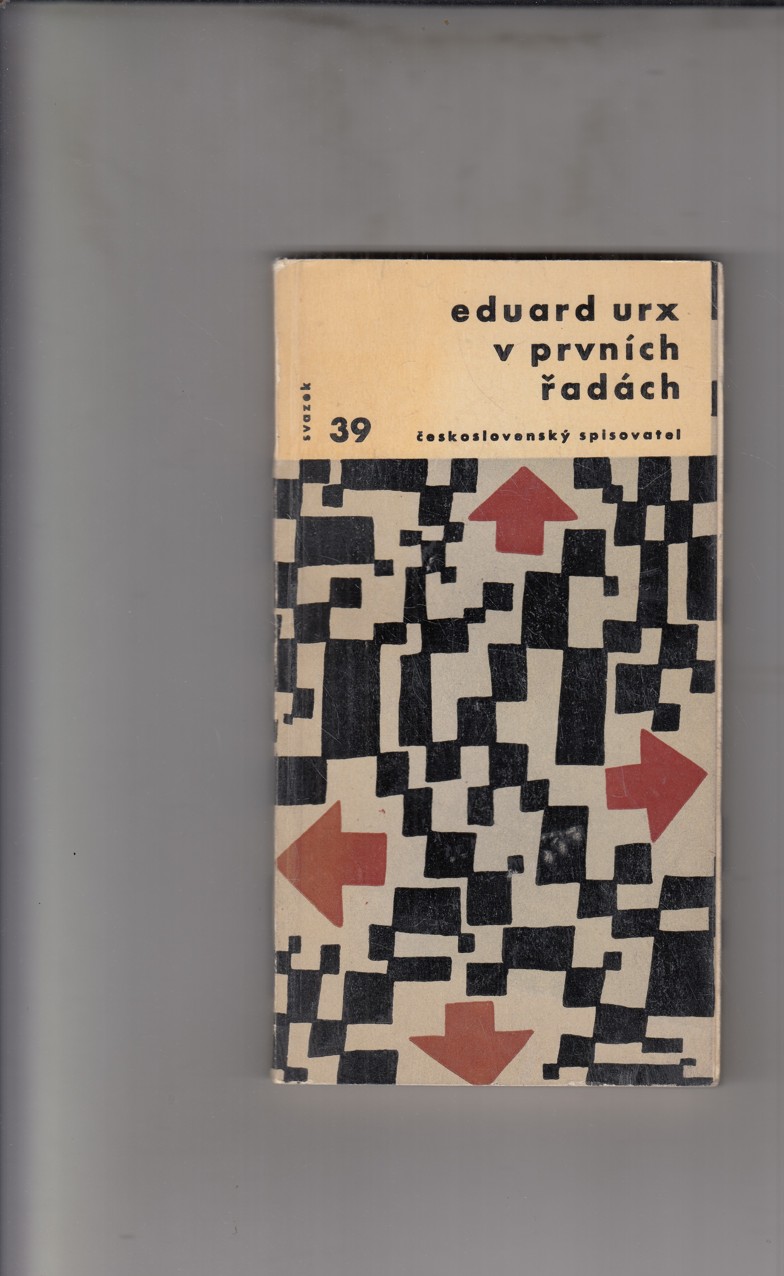 eduard urx
v prvních
řadách
svazek
39
československý spisovatel